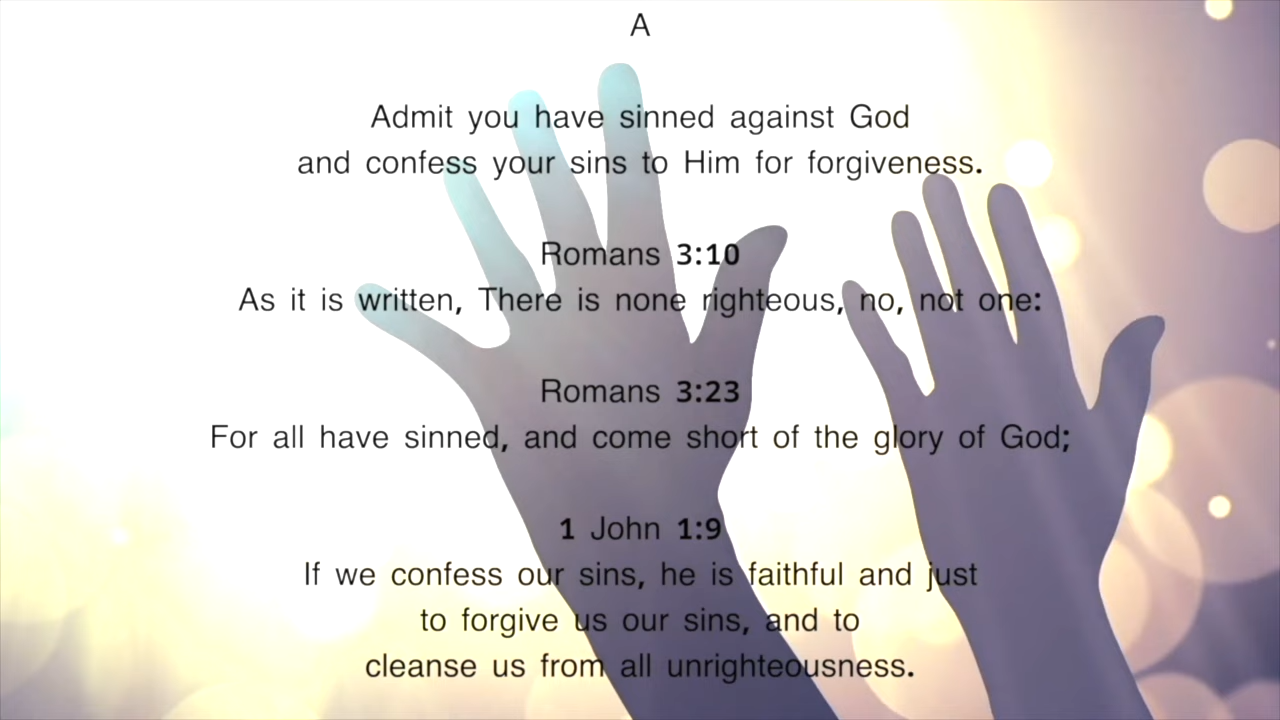 A
Admit you have sinned against God
and confess your sins to Him for forgiveness.
Romans 3:10
As it is written, There is none righteous, no, not one:
Romans 3:23
For all have sinned, and come short of the glory of God;
1 John 1:9
If we confess our sins, he is faithful and just
to forgive us our sins, and to
cleanse us from all unrighteousness.